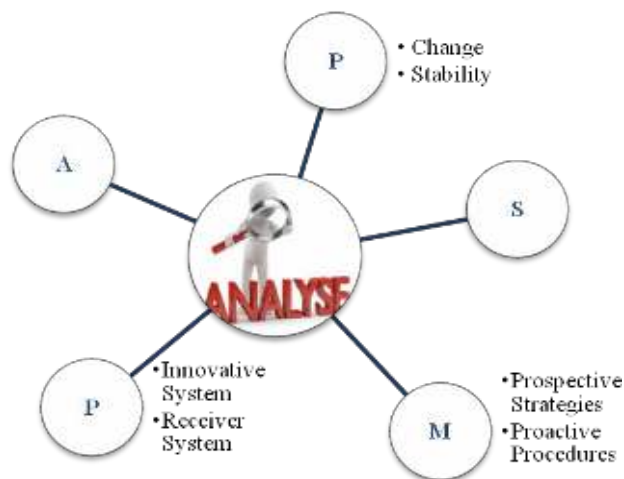 P
• Change
• Stability
A
S
ANALYSE
P
• Innovative
System
• Receiver
System
M
• Prospective
Strategies
• Proactive
Procedures